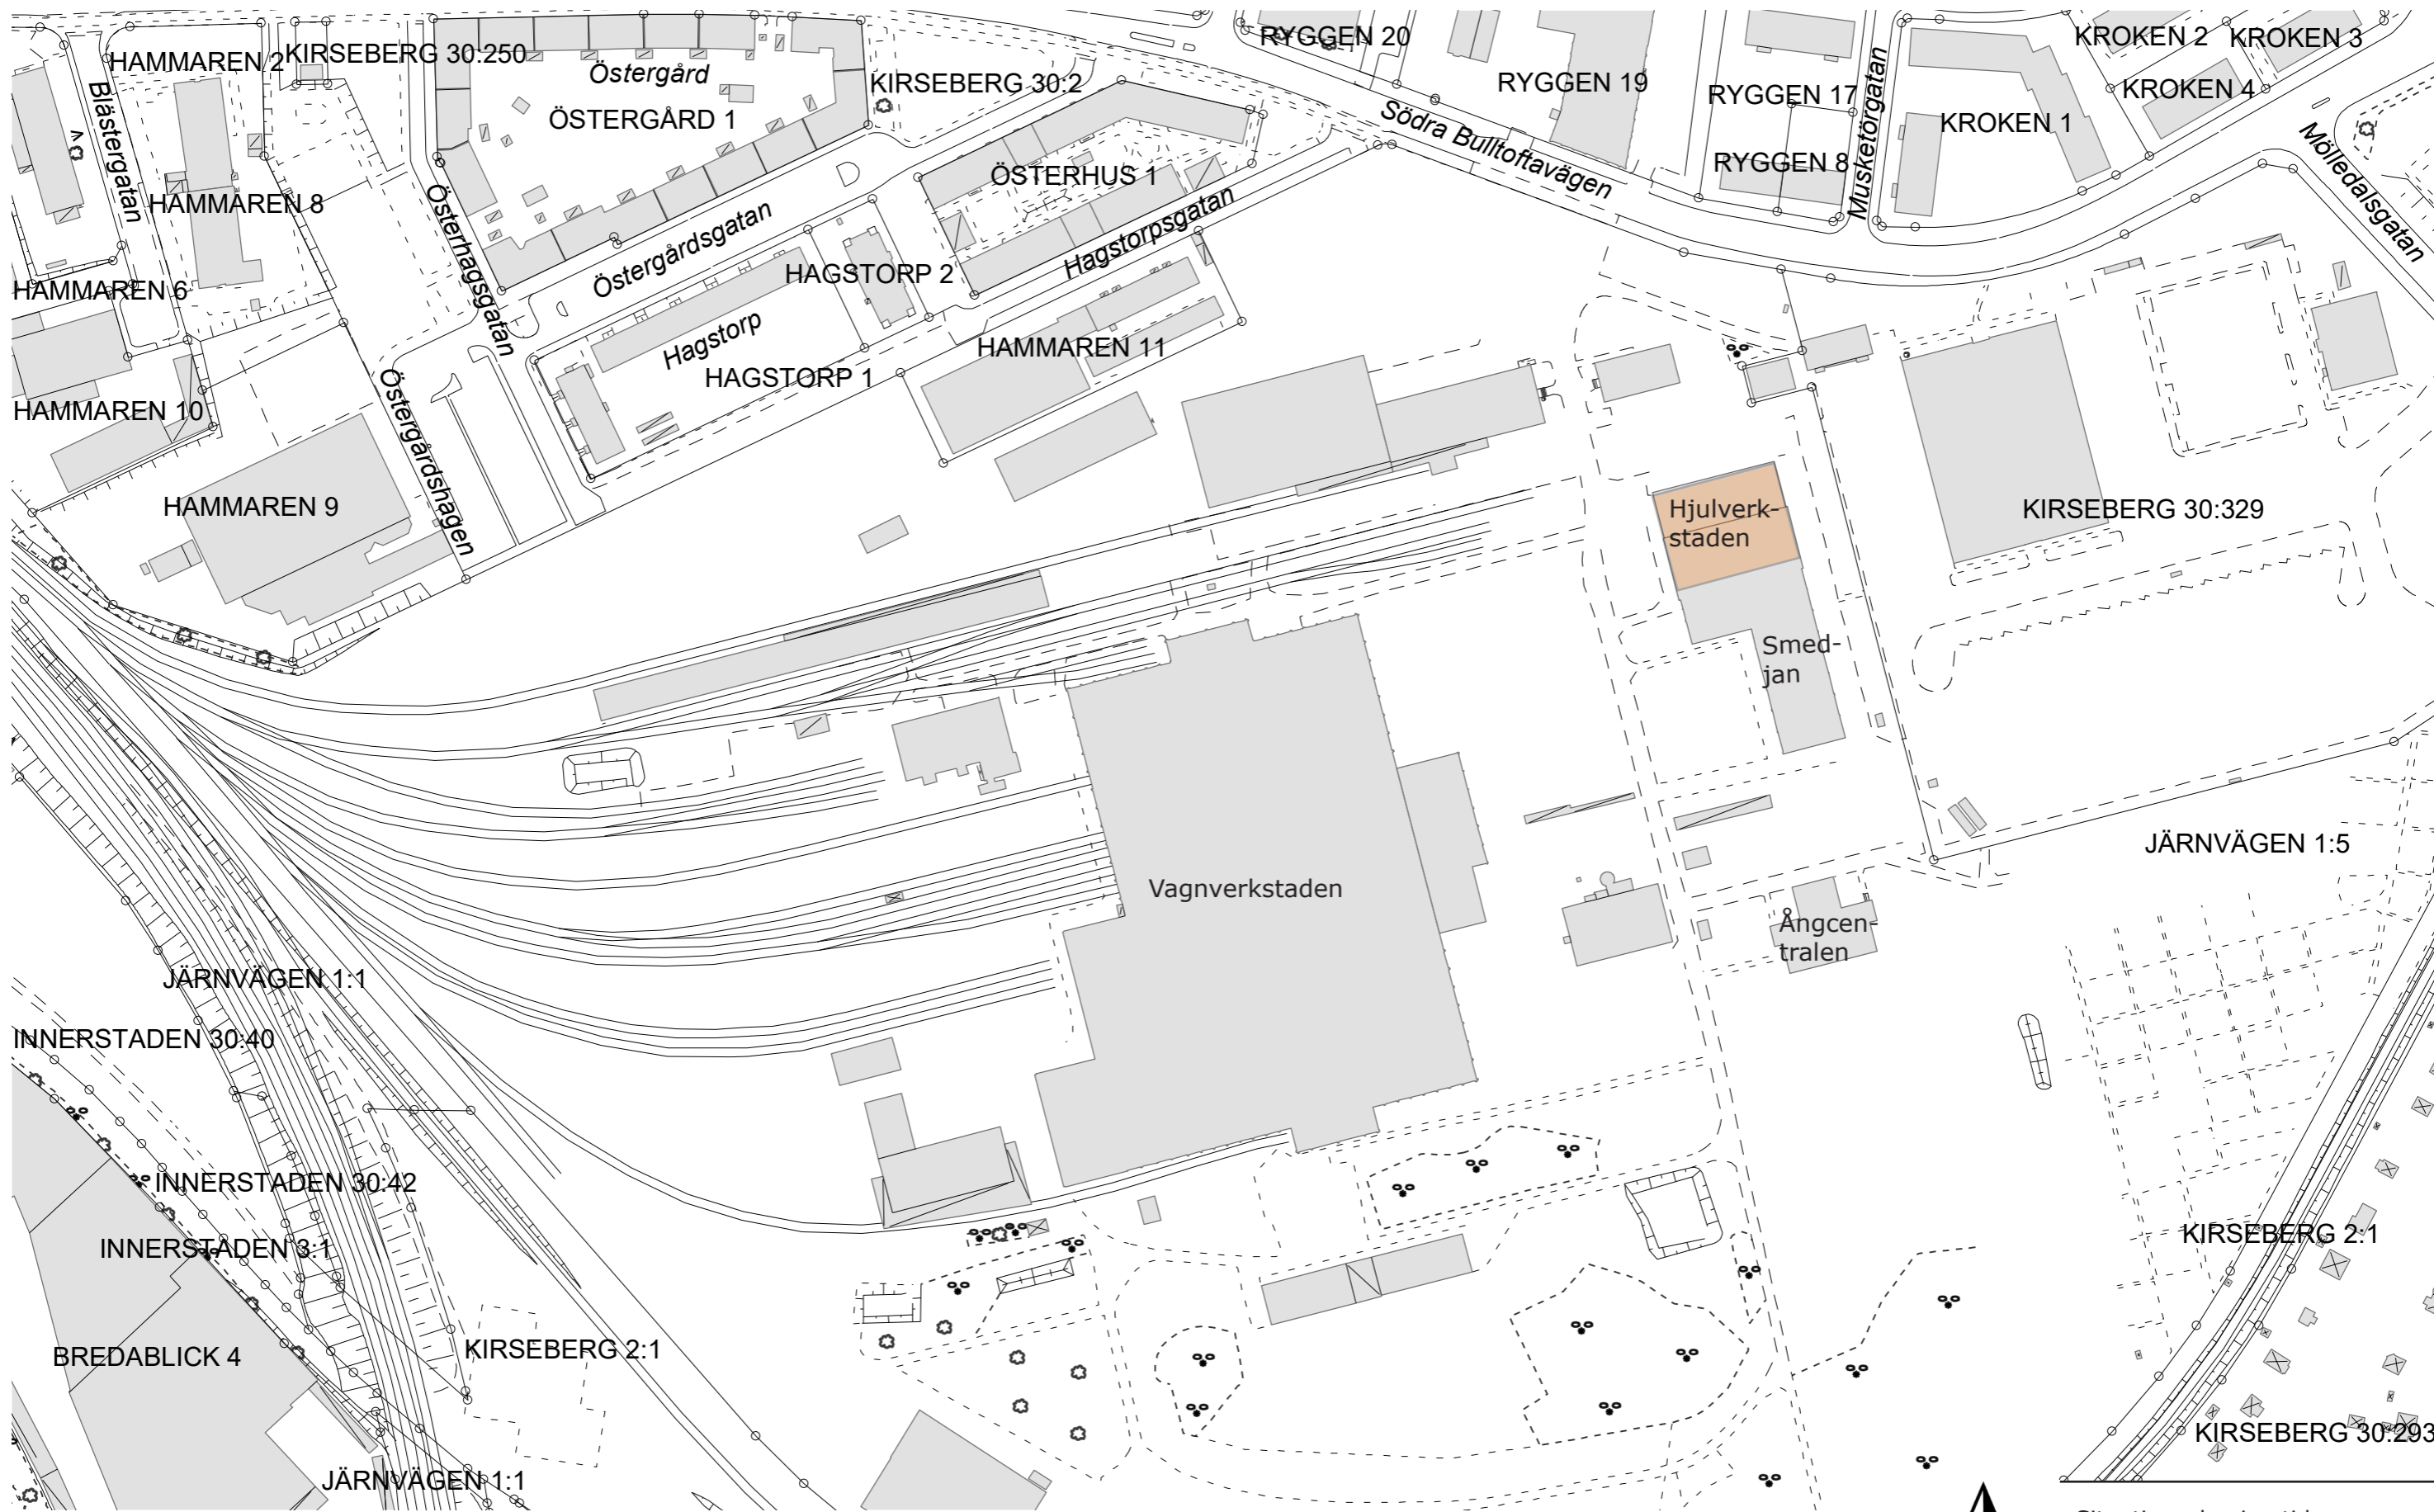 RYGGEN 20
KROKEN 2
KROKEN 3
HAMMAREN 2
KIRSEBERG 30:250
Östergård
KIRSEBERG 30:2
RYGGEN 19
RYGGEN 17
KROKEN 4
Blästergatan
ÖSTERGÅRD 1
Södra Bulltoftavägen
Musketörgatan
KROKEN 1
Mölledalsgatan
HAMMAREN 8
Österhagsgatan
ÖSTERHUS 1
RYGGEN 8
Östergårdsgatan
Hagstorpsgatan
HAMMAREN 6
HAGSTORP 2
Hagstorp
HAMMAREN 11
HAGSTORP 1
HAMMAREN 10
Östergårdshagen
HAMMAREN 9
Hjulverk-
staden
KIRSEBERG 30:329
Smed-
jan
JÄRNVÄGEN 1:5
Vagnverkstaden
Ångcen-
tralen
JÄRNVÄGEN 1:1
INNERSTADEN 30:40
INNERSTADEN 30:42
INNERSTADEN 3:1
KIRSEBERG 2:1
KIRSEBERG 2:1
BREDABLICK 4
KIRSEBERG 30:293
JÄRNVÄGEN 1:1